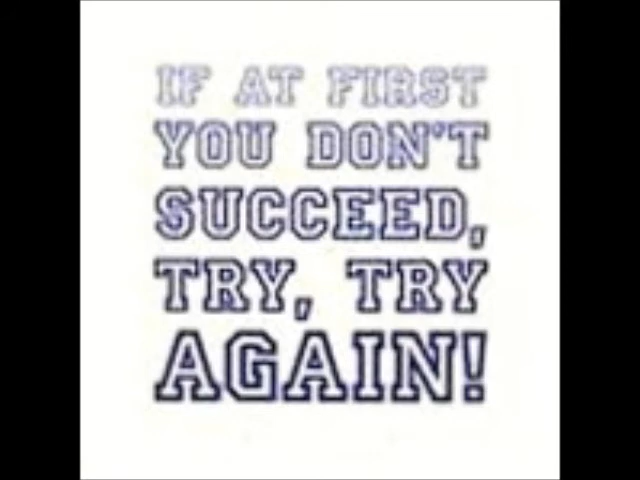 IF AT FIRST
YOU DON'T
SUCCEED,
TRY, TRY
AGAIN!